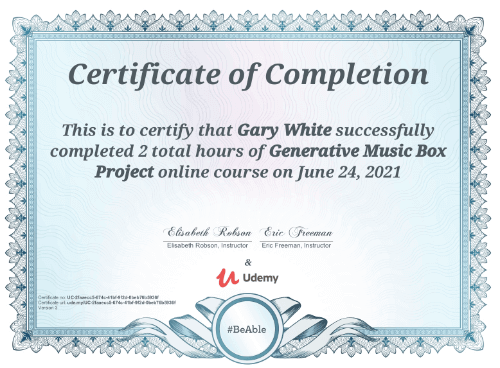 Certificate of Completion
This is to certify that Gary White successfully
completed 2 total hours of Generative Music Box
Project online course on June 24, 2021
Elisabeth Robson Eric Freeman
Elisabeth Robson, Instructor Eric Freeman, Instructor
&
Udemy
Certificate no:
Certificate url:
Version 2
#BeAble